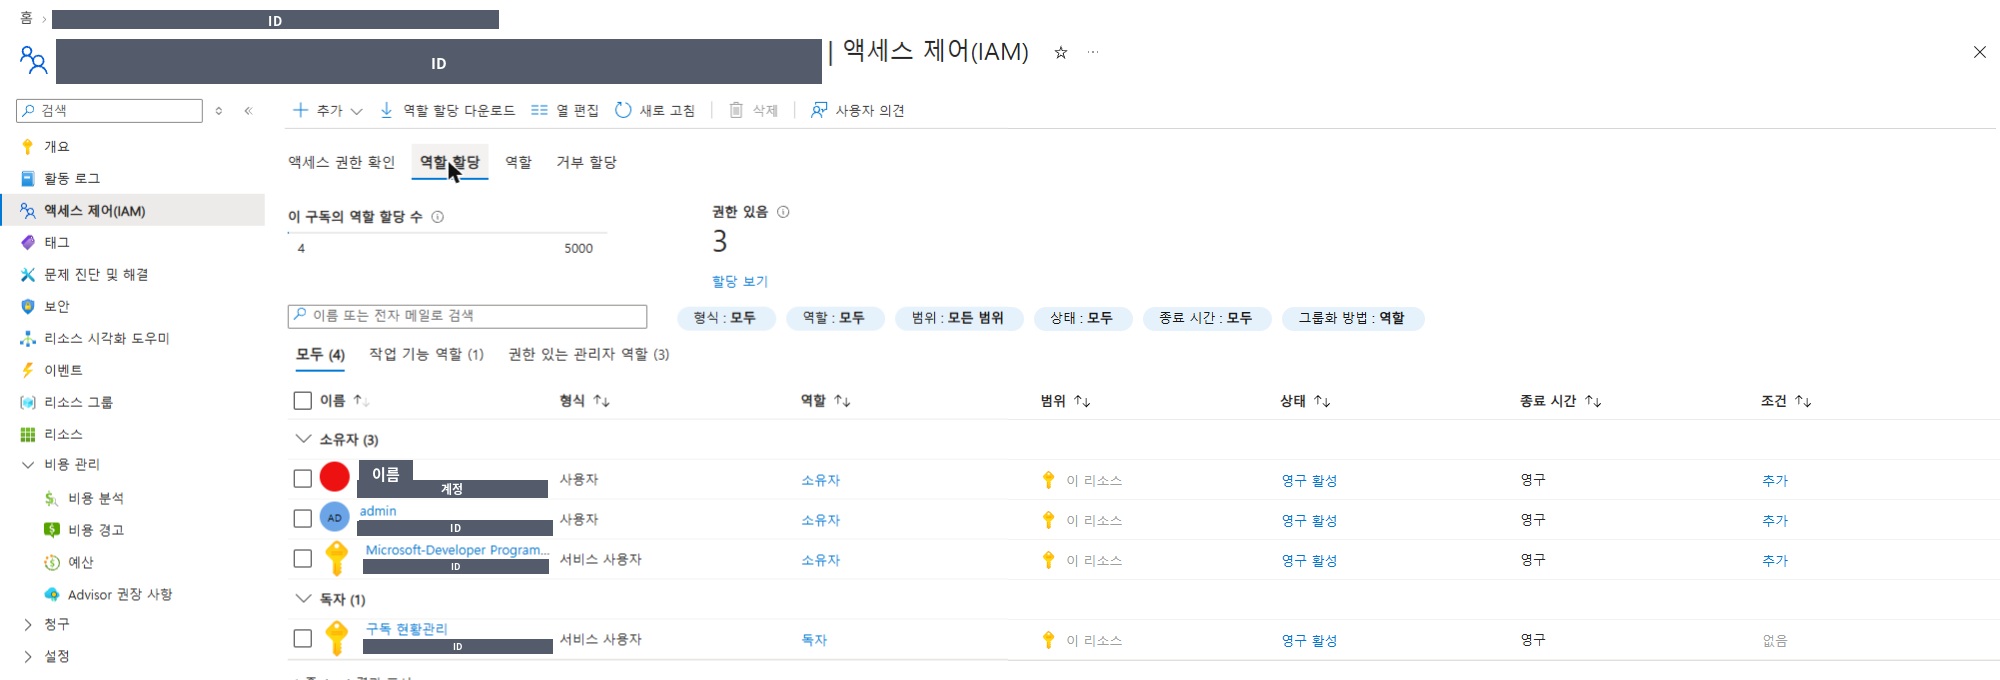 홈 > ID
ID | 액세스 제어(IAM) ☆ ···
검색
추가 역할 할당 다운로드 열 편집 새로 고침 삭제 사용자 의견
개요
활동 로그
액세스 제어(IAM)
태그
문제 진단 및 해결
보안
리소스 시각화 도우미
이벤트
리소스 그룹
리소스
비용 관리
비용 분석
비용 경고
예산
Advisor 권장 사항
청구
설정
액세스 권한 확인 역할 할당 역할 거부 할당
이 구독의 역할 할당 수
4 5000
권한 있음
3
할당 보기
이름 또는 전자 메일로 검색 형식 : 모두 역할 : 모두 범위 : 모든 범위 상태 : 모두 종료 시간 : 모두 그룹화 방법 : 역할
모두 (4) 작업 기능 역할 (1) 권한 있는 관리자 역할 (3)
이름 형식 역할 범위 상태 종료 시간 조건
소유자 (3)
이름
계정
사용자 소유자 이 리소스 영구 활성 영구 추가
AD admin
ID
사용자 소유자 이 리소스 영구 활성 영구 추가
Microsoft-Developer Program...
ID
서비스 사용자 소유자 이 리소스 영구 활성 영구 추가
독자 (1)
구독 현황관리
ID
서비스 사용자 독자 이 리소스 영구 활성 영구 없음